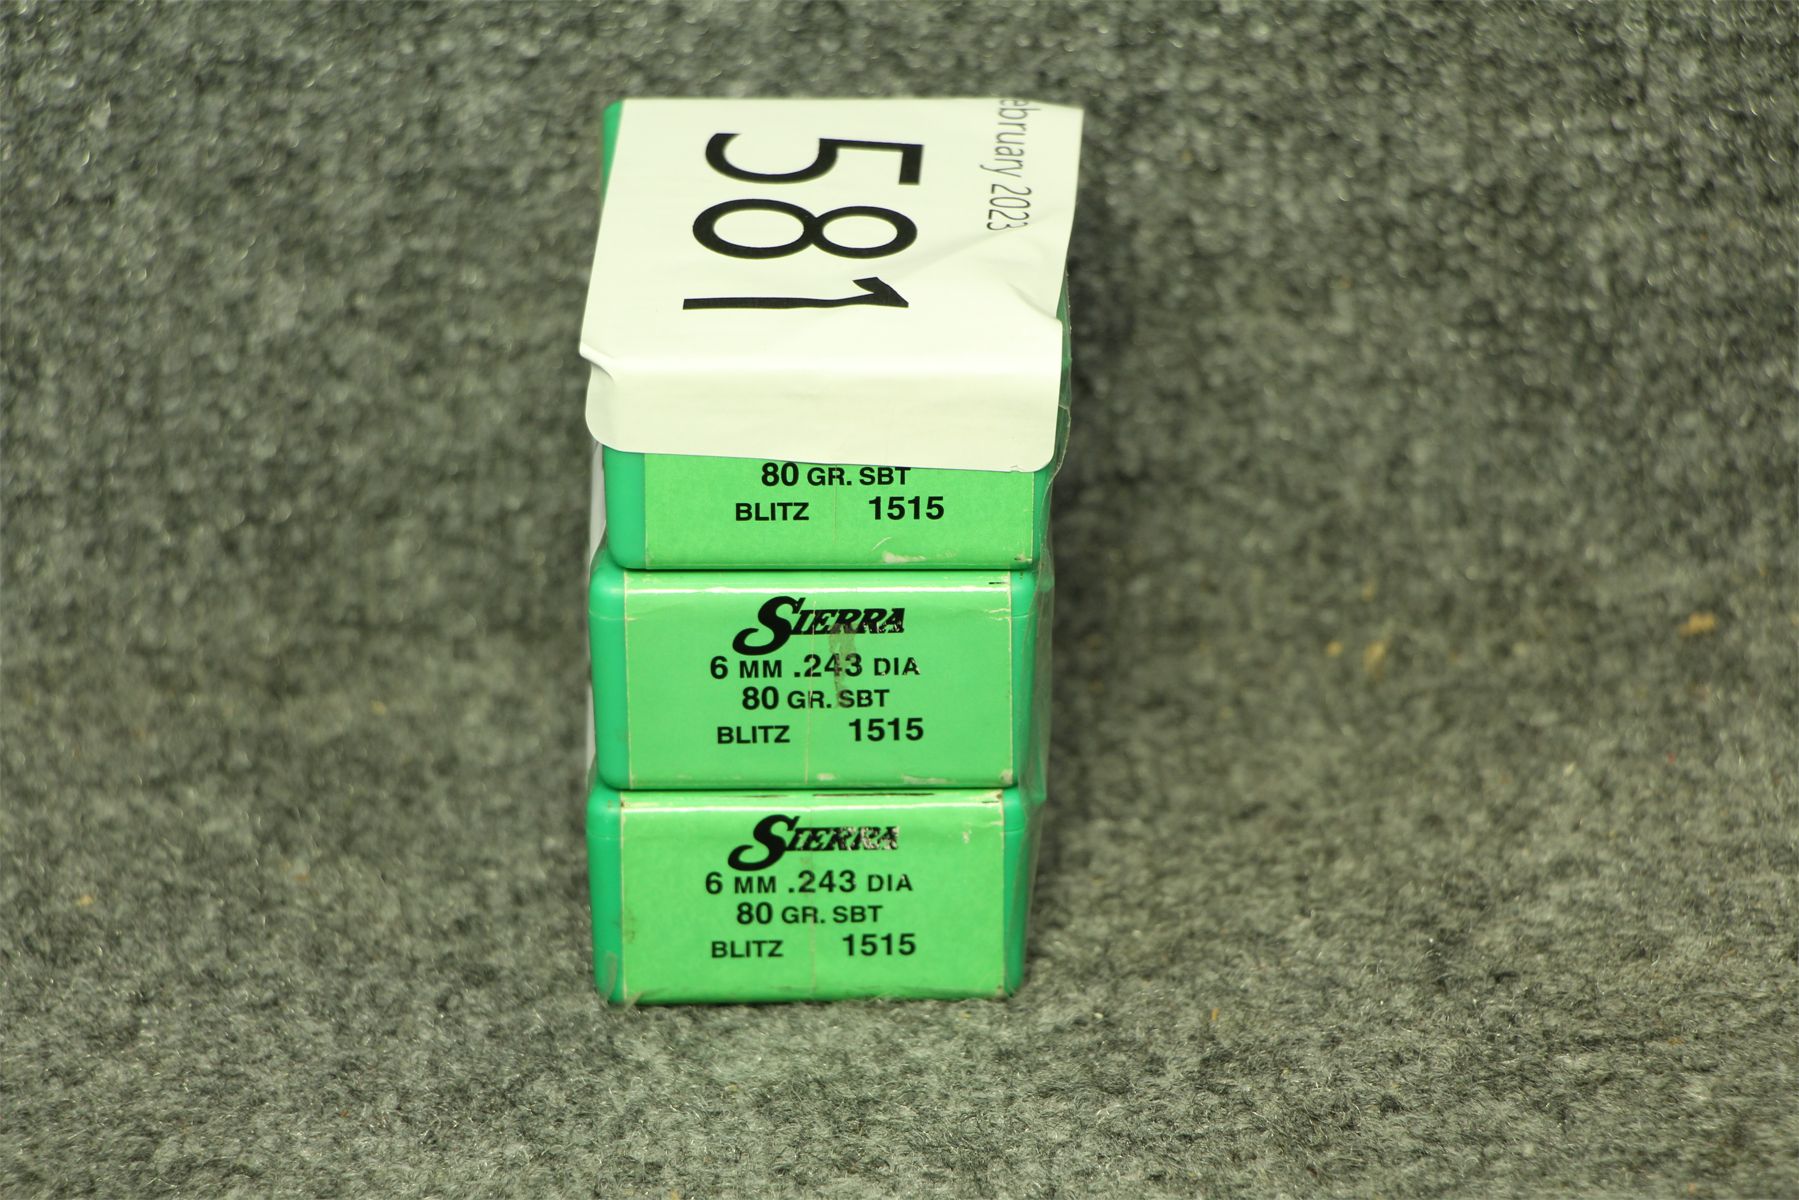 ebruary 2023
581
80 GR. SBT
BLITZ 1515
SIERRA
6 MM .243 DIA
80 GR. SBT
BLITZ 1515
SIERRA
6 MM .243 DIA
80 GR. SBT
BLITZ 1515